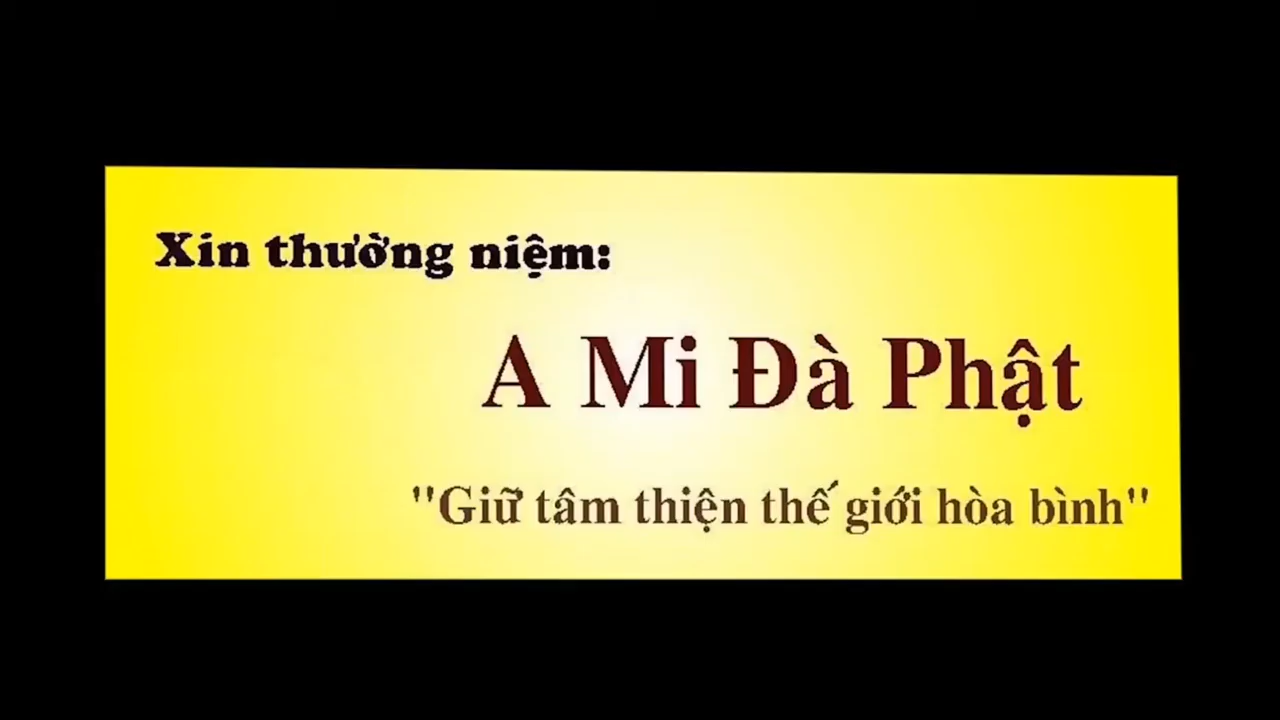 Xin thường niệm:
A Mi Đà Phật
"Giữ tâm thiện thế giới hòa bình"